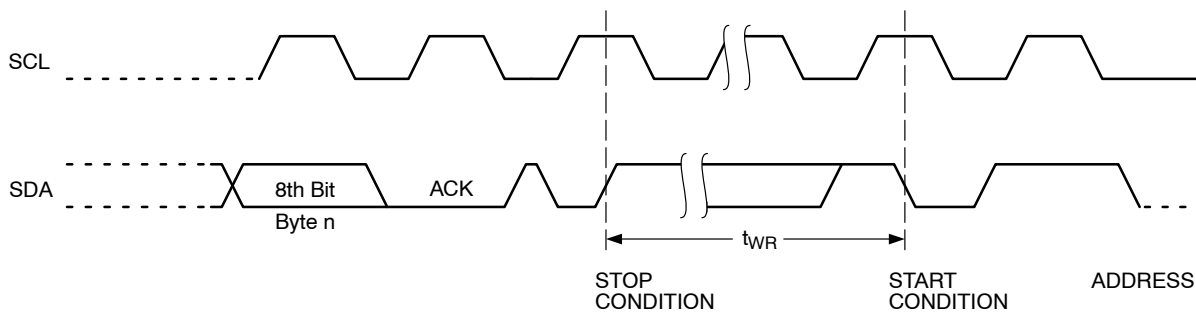 SCL
SDA
8th Bit
ACK
Byte n
tWR
STOP
CONDITION
START
CONDITION
ADDRESS